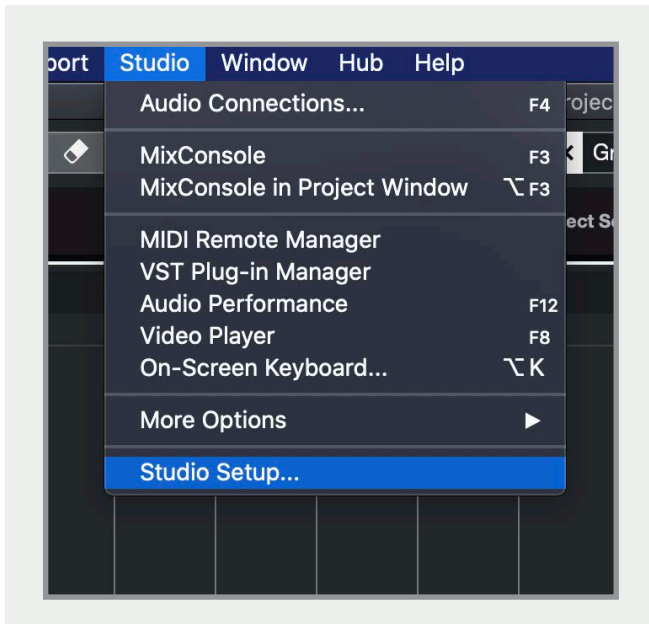 port Studio Window Hub Help
Audio Connections... F4 rojec
MixConsole F3 Gr
MixConsole in Project Window ⌥ F3
ect Se
MIDI Remote Manager
VST Plug-in Manager
Audio Performance F12
Video Player F8
On-Screen Keyboard... ⌥ K
More Options ▶
Studio Setup...